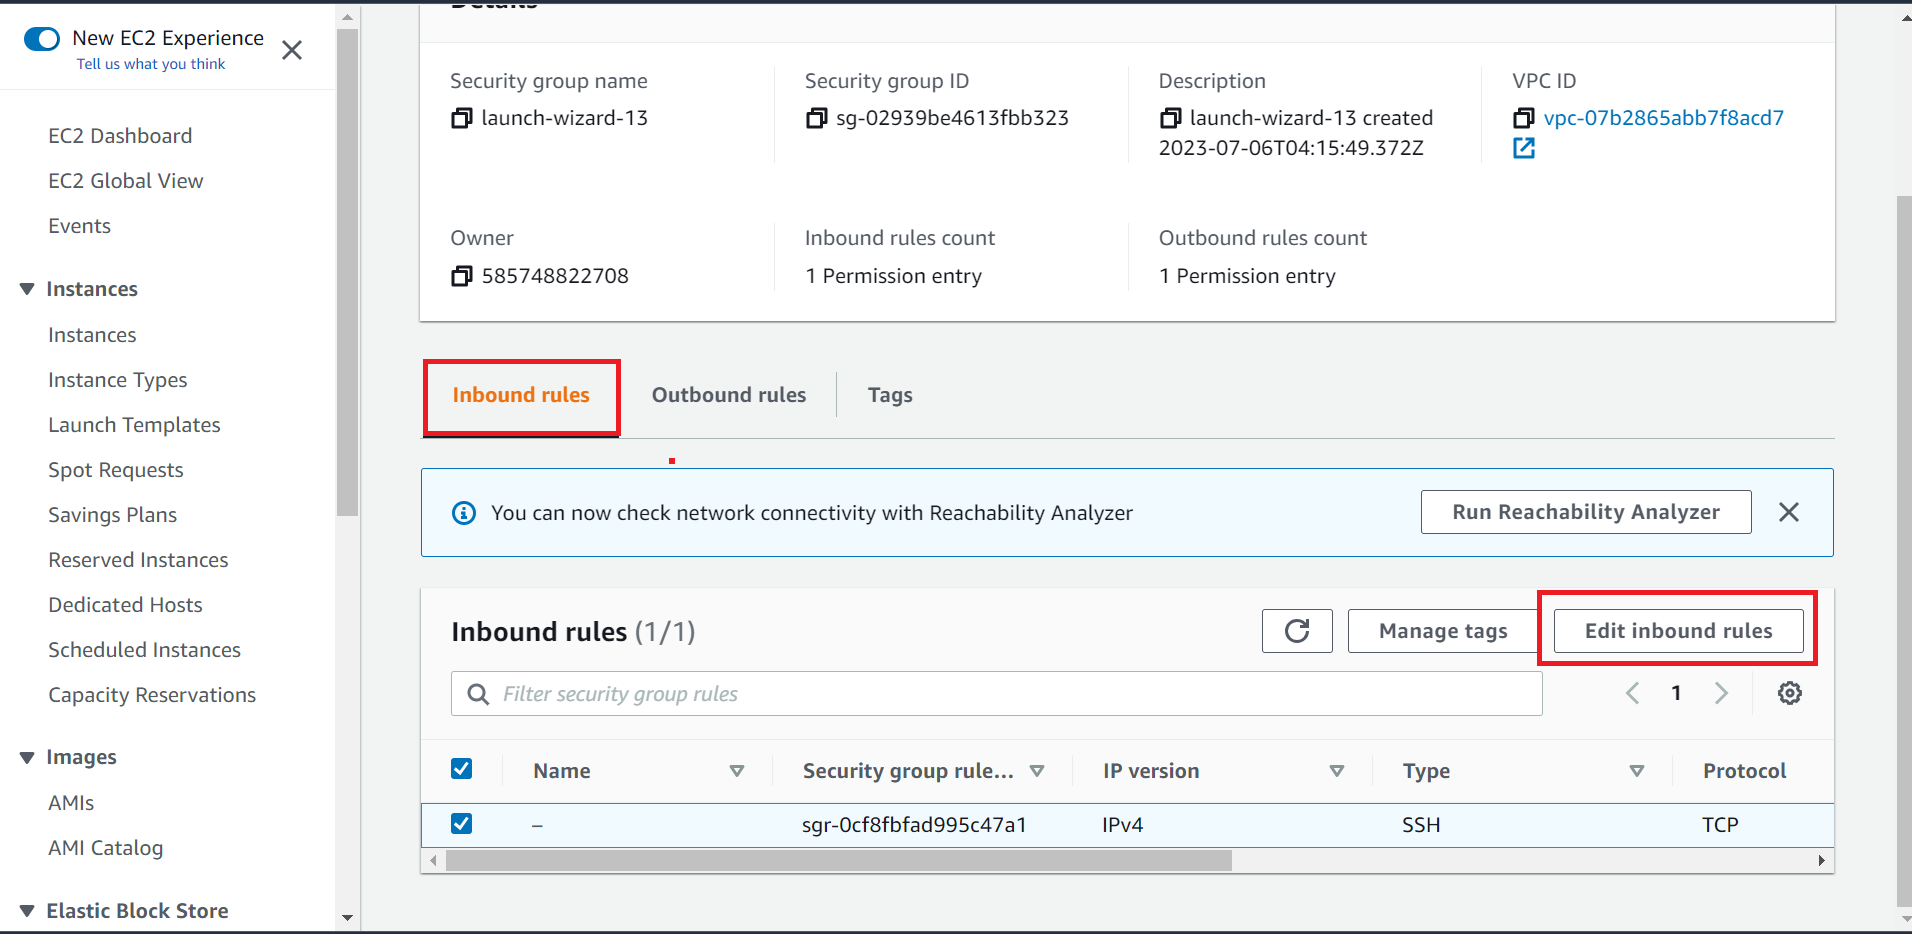 New EC2 Experience
Tell us what you think
EC2 Dashboard
EC2 Global View
Events
Instances
Instances
Instance Types
Launch Templates
Spot Requests
Savings Plans
Reserved Instances
Dedicated Hosts
Scheduled Instances
Capacity Reservations
Images
AMIs
AMI Catalog
Elastic Block Store
Details
Security group name
launch-wizard-13
Security group ID
sg-02939be4613fbb323
Description
launch-wizard-13 created
2023-07-06T04:15:49.372Z
VPC ID
vpc-07b2865abb7f8acd7
Owner
585748822708
Inbound rules count
1 Permission entry
Outbound rules count
1 Permission entry
Inbound rules Outbound rules Tags
You can now check network connectivity with Reachability Analyzer Run Reachability Analyzer
Inbound rules (1/1) Manage tags Edit inbound rules
Filter security group rules 1
Name Security group rule... IP version Type Protocol
– sgr-0cf8fbfad995c47a1 IPv4 SSH TCP